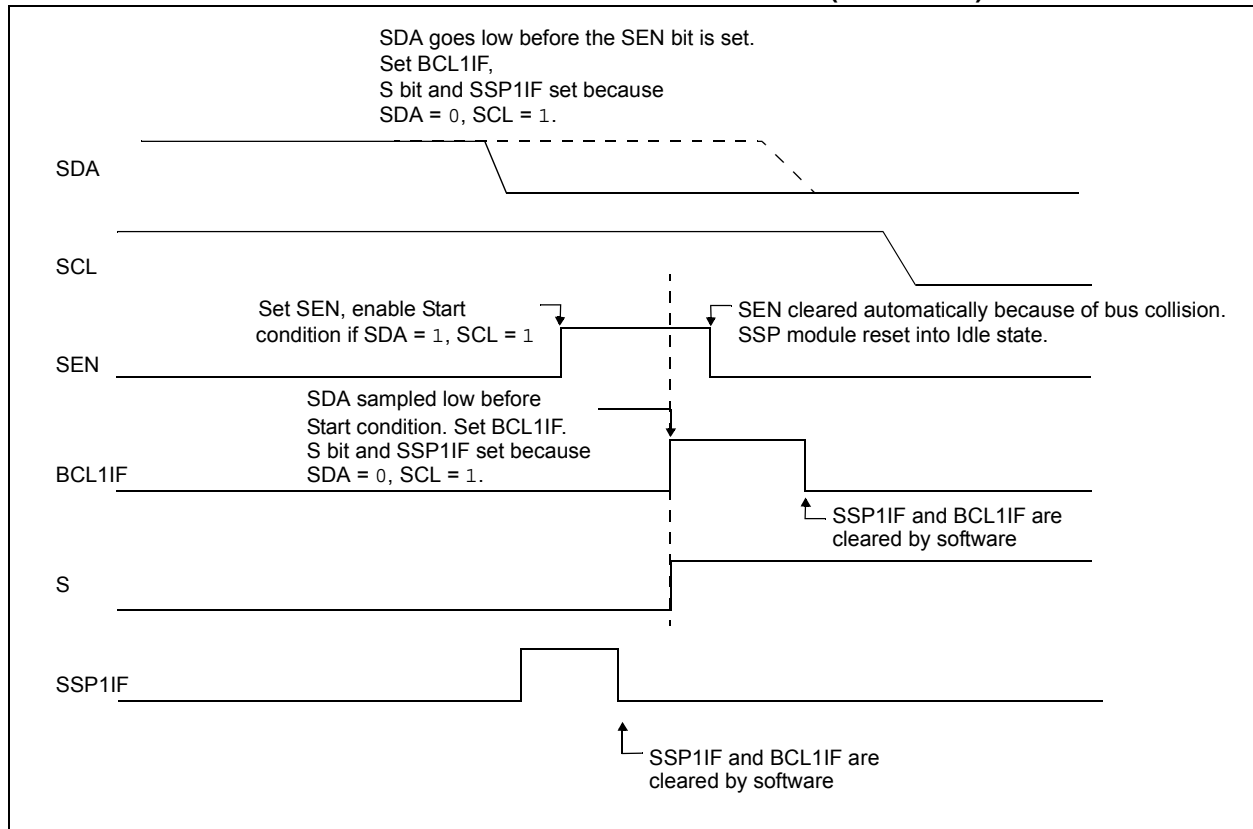 SDA goes low before the SEN bit is set.
Set BCL1IF,
S bit and SSP1IF set because
SDA = 0, SCL = 1.
SDA
SCL
Set SEN, enable Start
condition if SDA = 1, SCL = 1
SEN cleared automatically because of bus collision.
SSP module reset into Idle state.
SEN
SDA sampled low before
Start condition. Set BCL1IF.
S bit and SSP1IF set because
SDA = 0, SCL = 1.
BCL1IF
SSP1IF and BCL1IF are
cleared by software
S
SSP1IF
SSP1IF and BCL1IF are
cleared by software